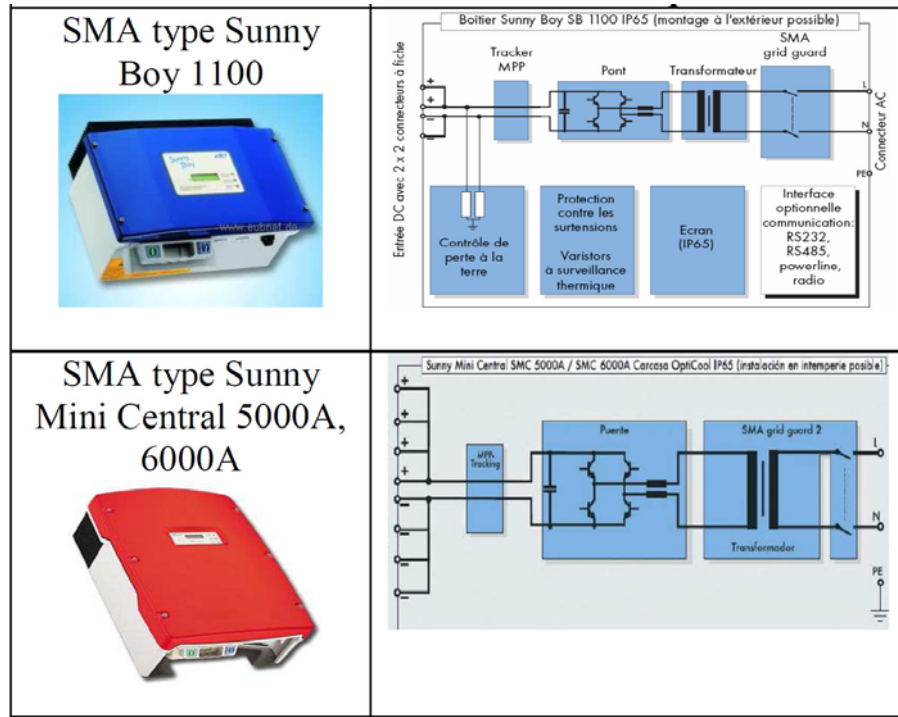 SMA type Sunny
Boy 1100
Sunny
Boy
www.eubnet.de
Boîtier Sunny Boy SB 1100 IP65 (montage à l'extérieur possible)
SMA
grid guard
Tracker
MPP
Pont
Transformateur
Entrée DC avec 2 x 2 connecteurs à fiche
+
+
−
−
L
N
PE
Connecteur AC
Contrôle de
perte à la
terre
Protection
contre les
surtensions
Varistors
à surveillance
thermique
Ecran
(IP65)
Interface
optionnelle
communication:
RS232,
RS485,
powerline,
radio
SMA type Sunny
Mini Central 5000A,
6000A
Sunny Mini Central SMC 5000A / SMC 6000A Carcasa OptiCool IP65 (instalación en intemperie posible)
+
+
+
+
−
−
−
−
MPP-
Tracking
Puente
SMA grid guard 2
Transformador
L
N
PE